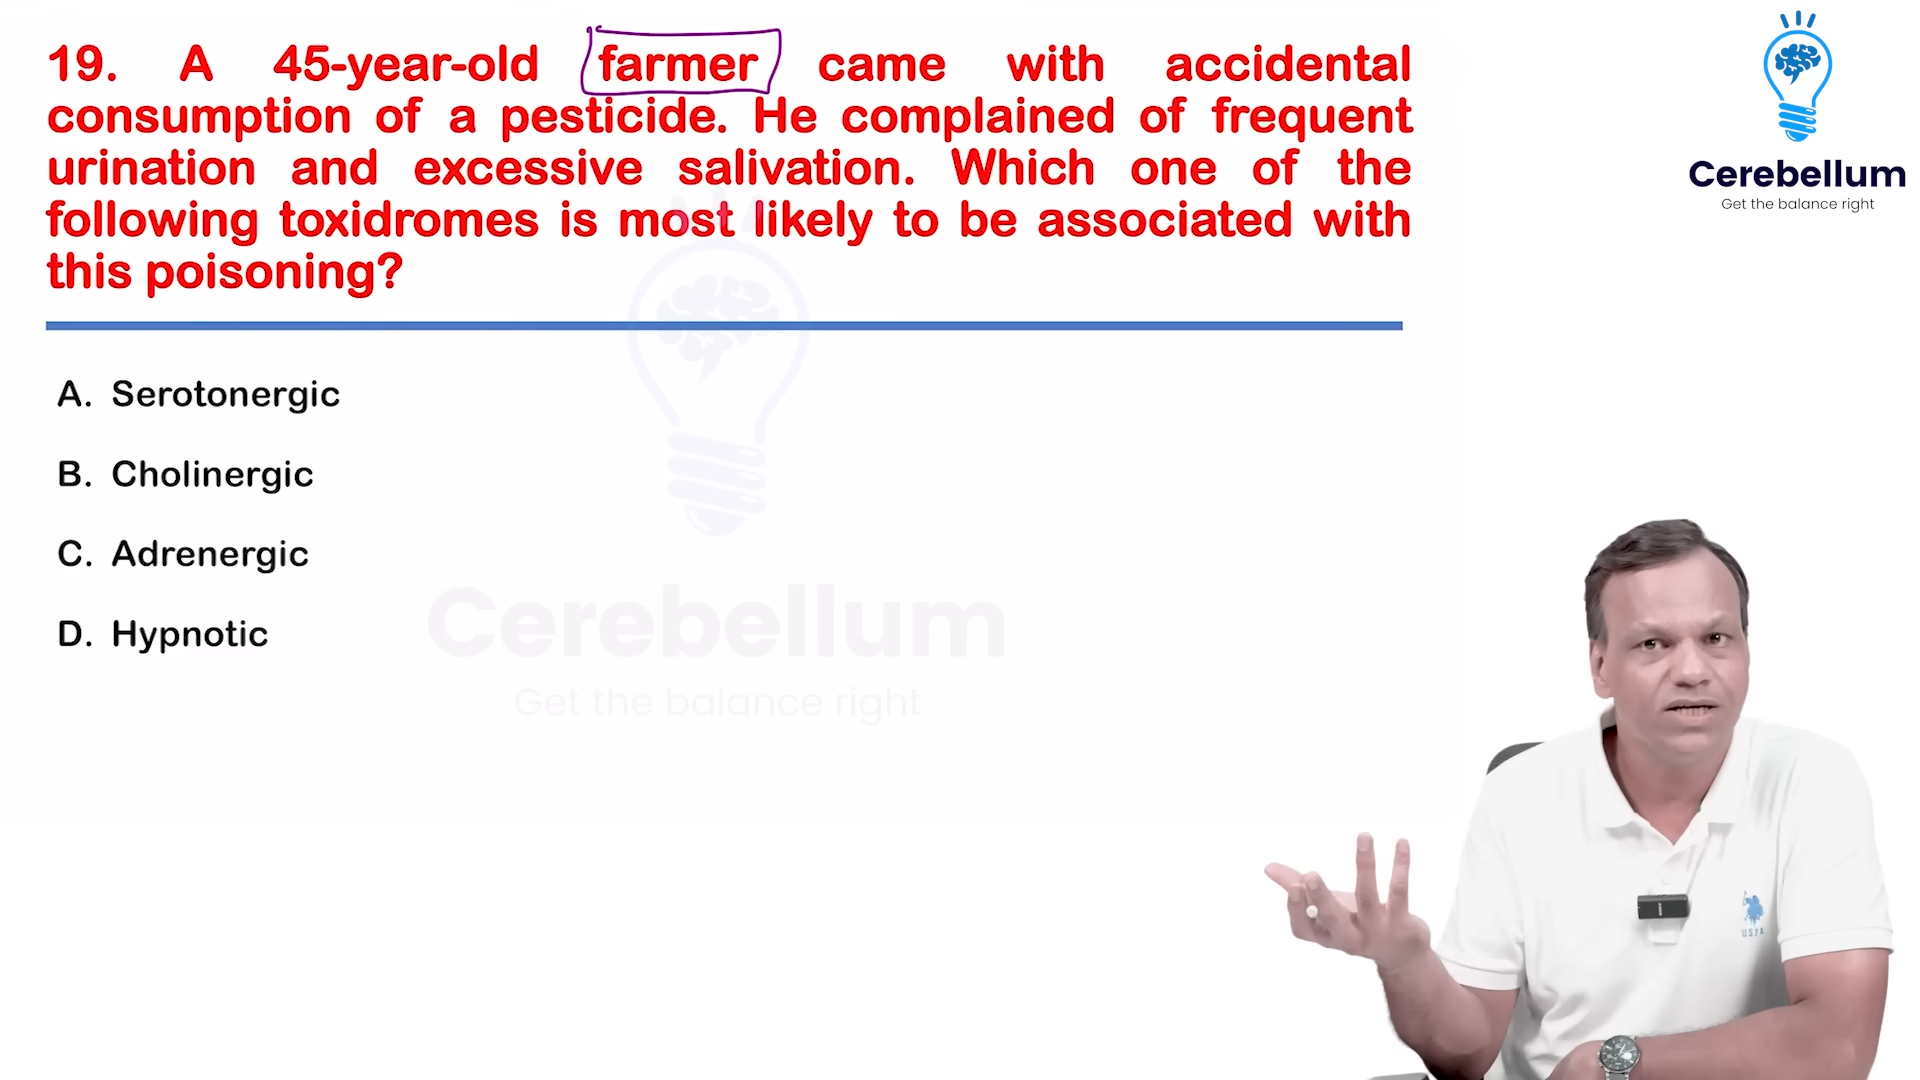 19. A 45-year-old farmer came with accidental
consumption of a pesticide. He complained of frequent
urination and excessive salivation. Which one of the
following toxidromes is most likely to be associated with
this poisoning?
A. Serotonergic
B. Cholinergic
C. Adrenergic
D. Hypnotic
Cerebellum
Get the balance right
Cerebellum
Get the balance right
U.S.P.A
SONY